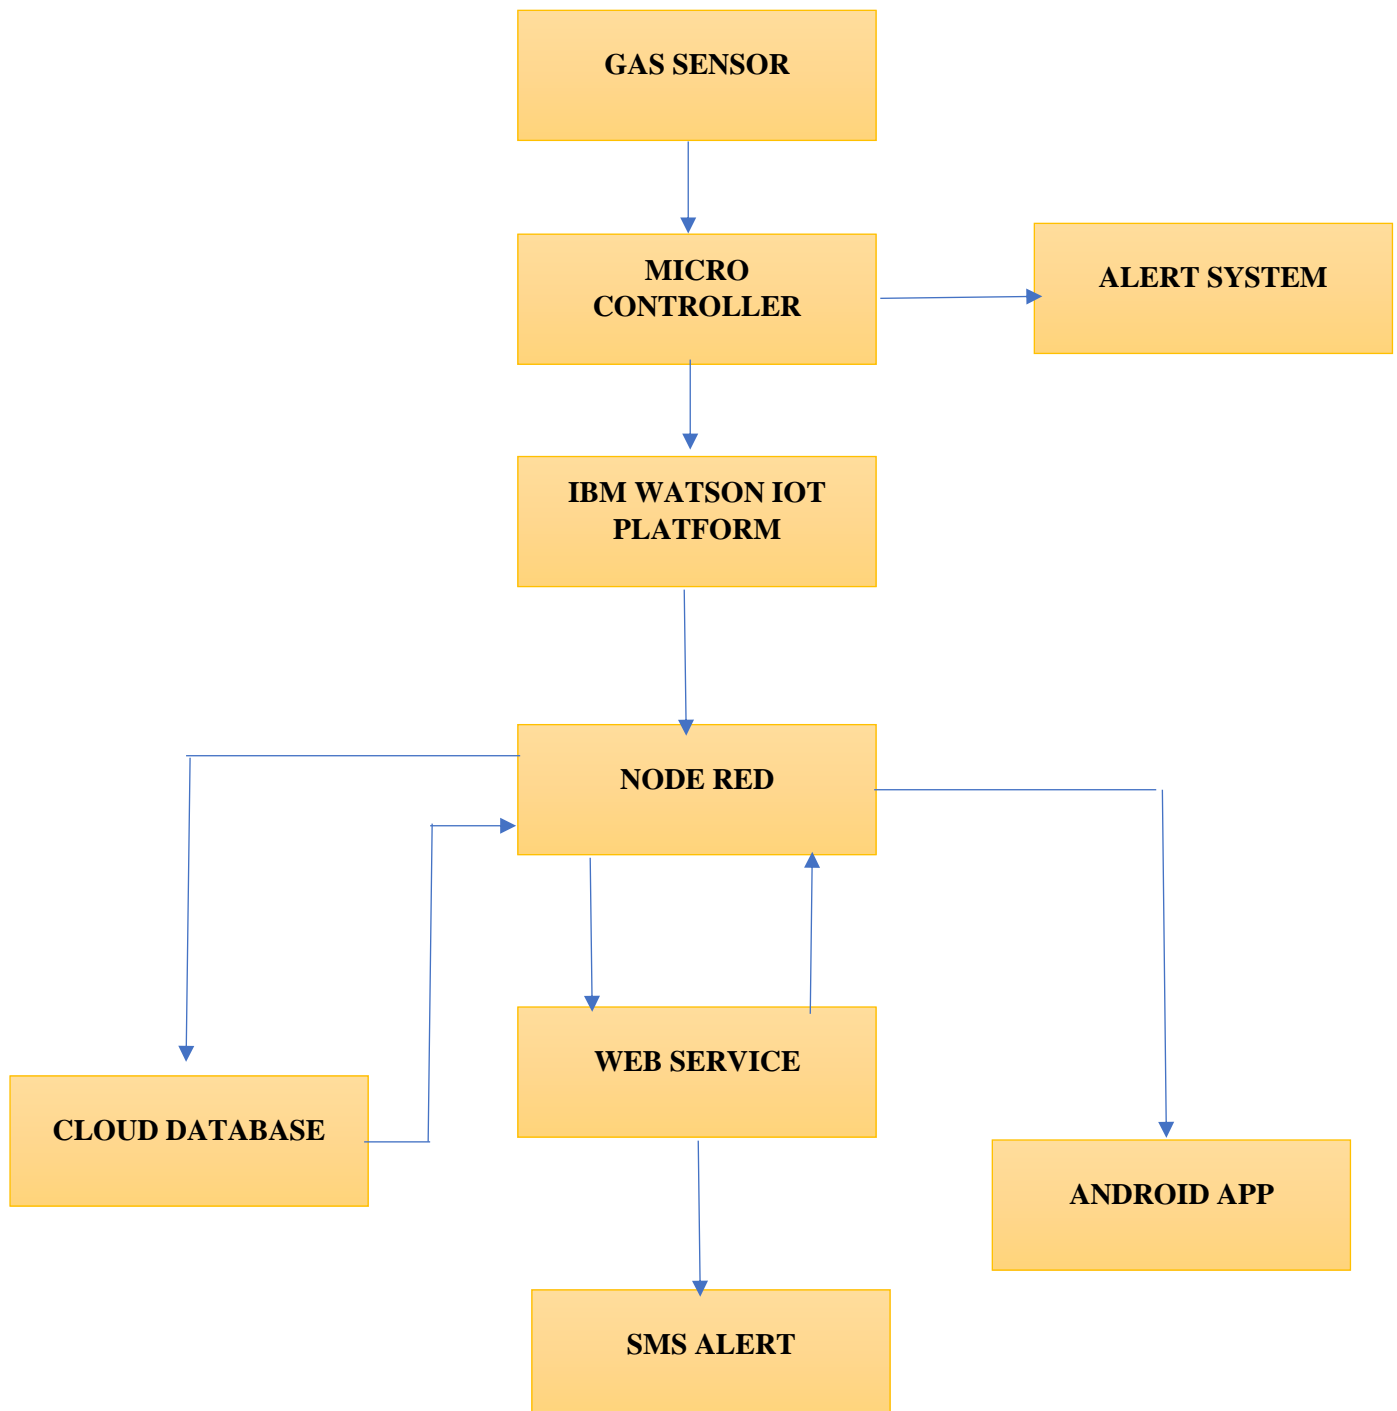 GAS SENSOR
MICRO
CONTROLLER
ALERT SYSTEM
IBM WATSON IOT
PLATFORM
NODE RED
WEB SERVICE
CLOUD DATABASE
ANDROID APP
SMS ALERT